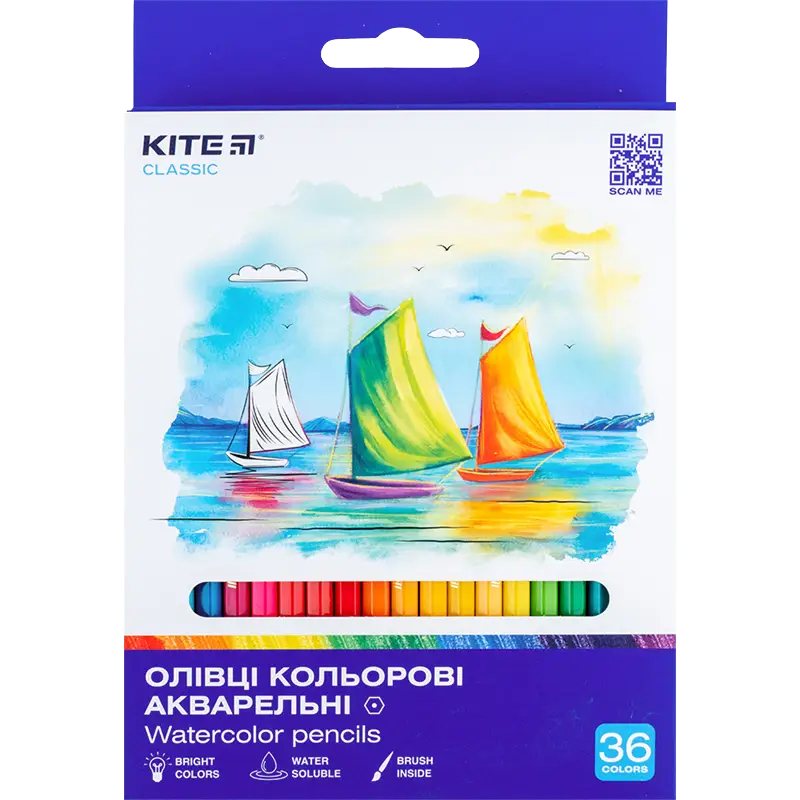 KITE
CLASSIC
SCAN ME
ОЛІВЦІ КОЛЬОРОВІ
АКВАРЕЛЬНІ
Watercolor pencils
BRIGHT
COLORS
WATER
SOLUBLE
BRUSH
INSIDE
36
COLORS